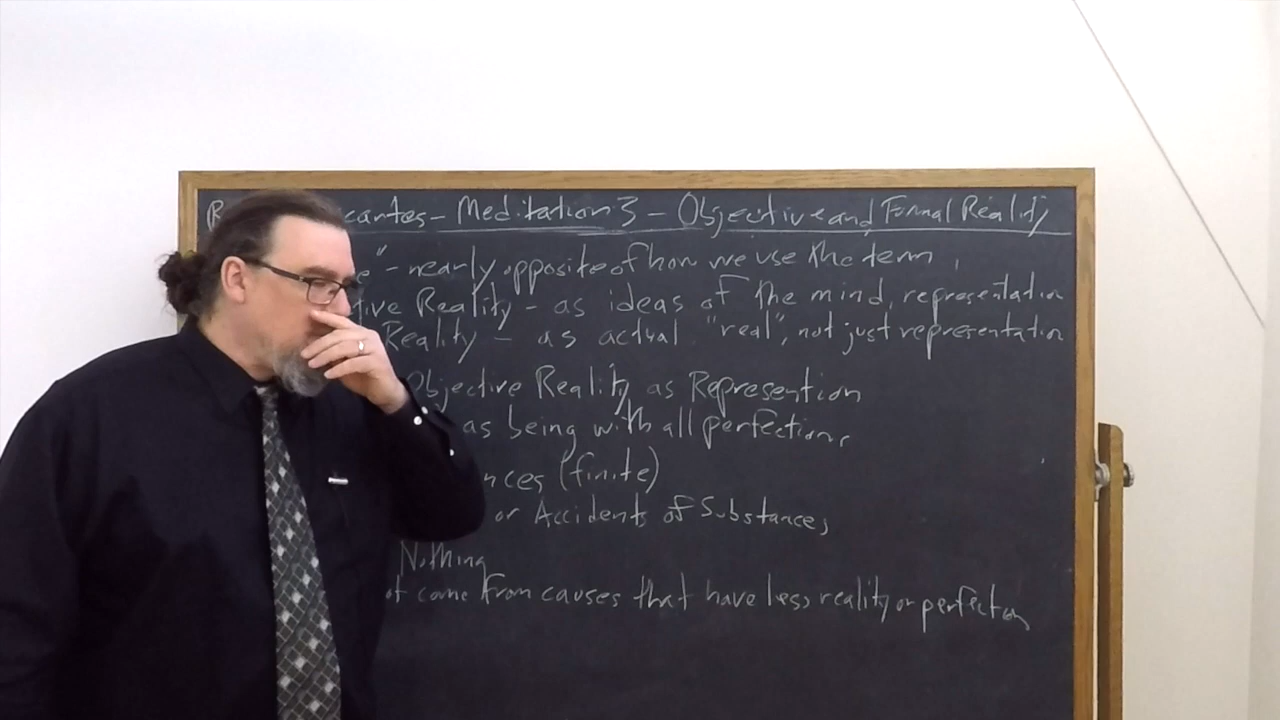 cartes - Meditation 3 - Objective and Formal Reality
e" - nearly opposite of how we use the term
tive Reality - as ideas of the mind, representation
Reality - as actual "real", not just representation
Objective Reality as Represention
as being with all perfections
nces (finite)
or Accidents of Substances
Nothing
ot come from causes that have less reality or perfection